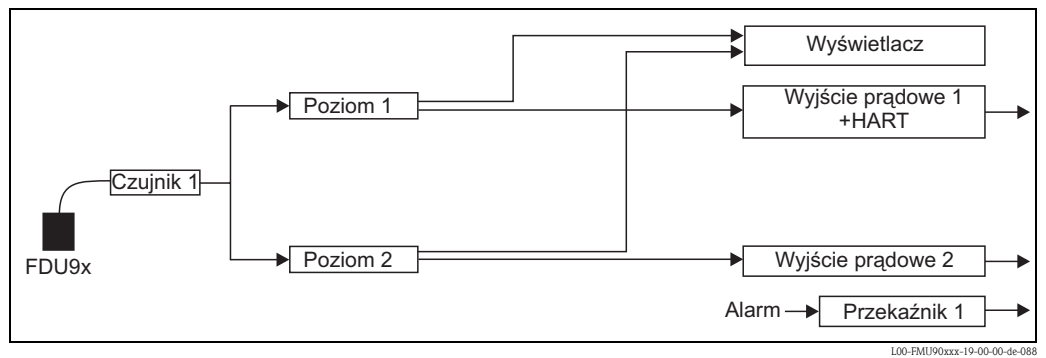 Wyświetlacz
Poziom 1
Wyjście prądowe 1
+HART
Czujnik 1
FDU9x
Poziom 2
Wyjście prądowe 2
Alarm
Przekaźnik 1
L00-FMU90xxx-19-00-00-de-088